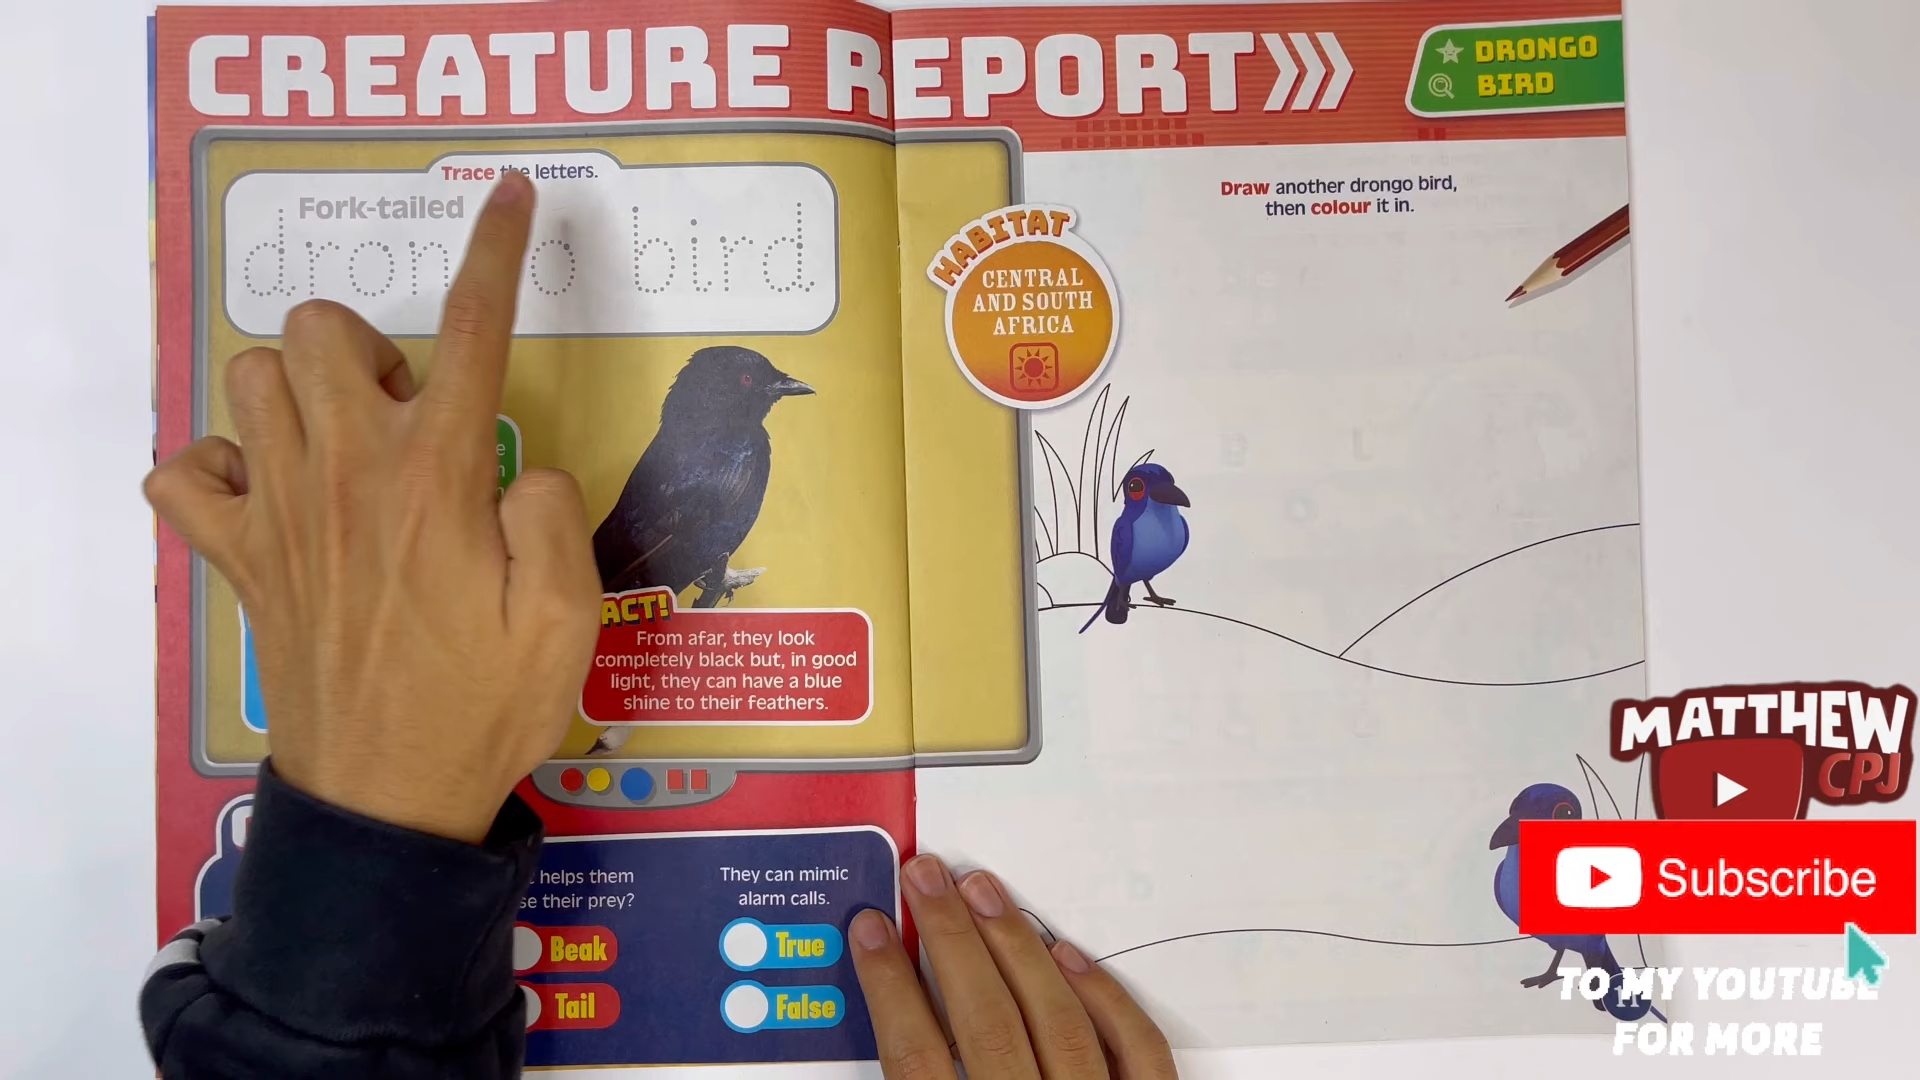 CREATURE REPORT
DRONGO
BIRD
Trace the letters.
Fork-tailed
bird
HABITAT
CENTRAL
AND SOUTH
AFRICA
Draw another drongo bird,
then colour it in.
From afar, they look
completely black but, in good
light, they can have a blue
shine to their feathers.
helps them
their prey?
Beak
Tail
They can mimic
alarm calls.
True
False
MATTHEW
CPJ
Subscribe
TO MY YOUTUBE
FOR MORE
11